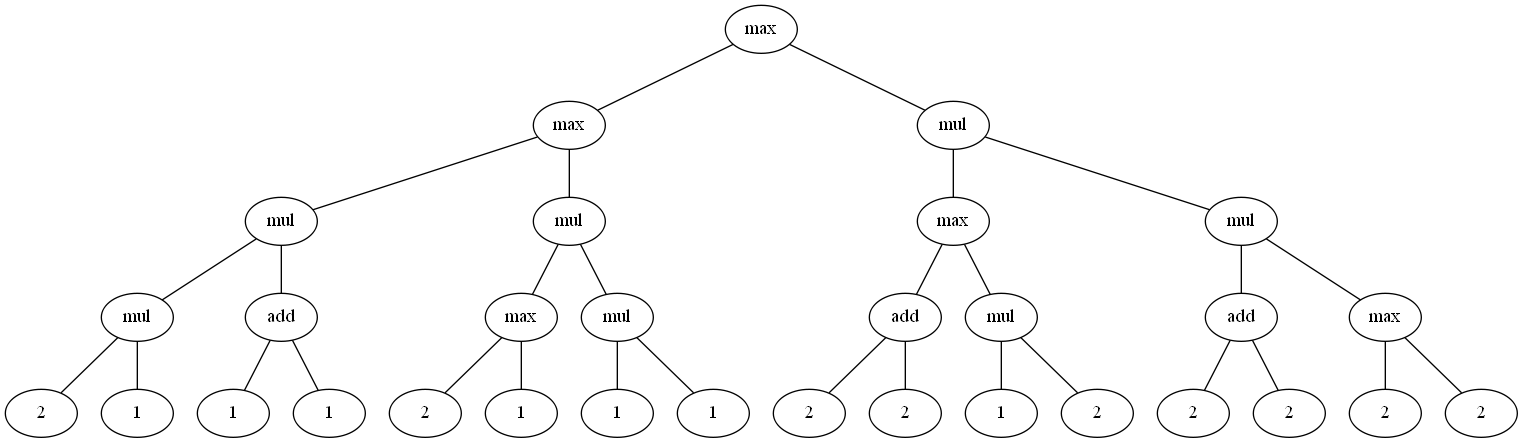 max
max mul
mul mul max mul
mul add max mul add mul add max
2 1 1 1 2 1 1 1 2 2 1 2 2 2 2 2